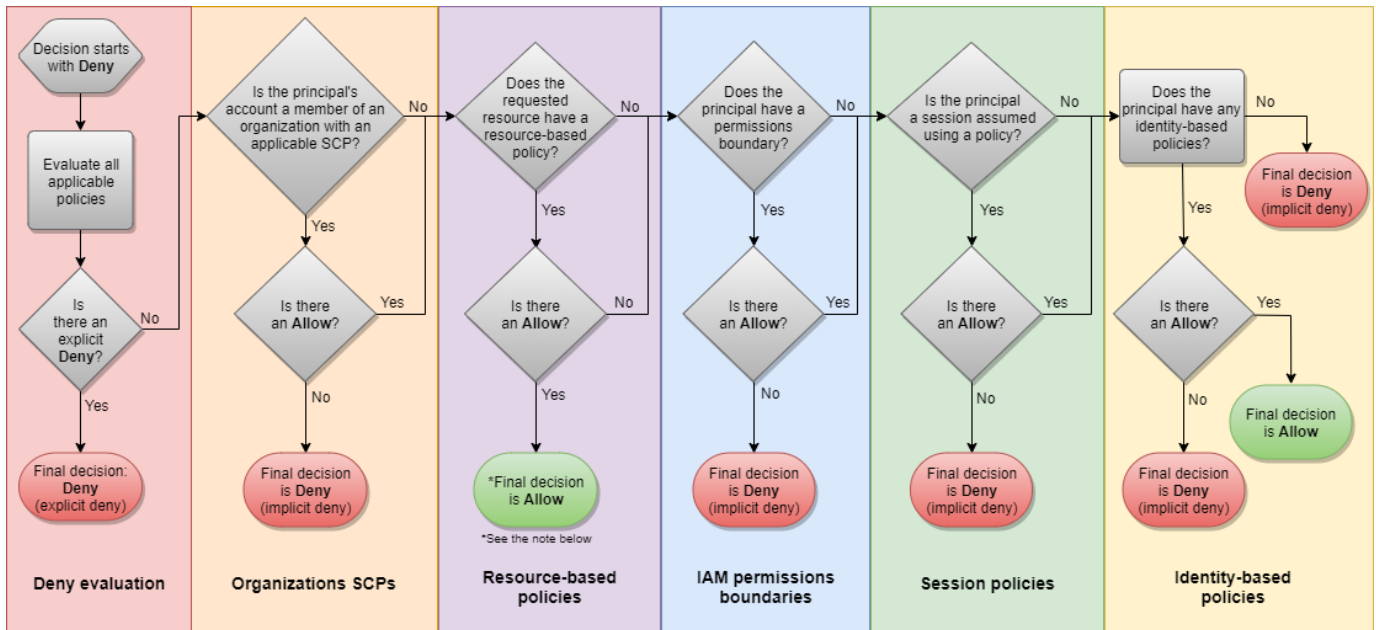 Decision starts
with Deny
Evaluate all
applicable
policies
Is
there an
explicit
Deny?
No
Yes
Final decision:
Deny
(explicit deny)
Deny evaluation
Is the principal's
account a member of an
organization with an
applicable SCP?
No
Yes
Is there
an Allow?
Yes
No
Final decision
is Deny
(implicit deny)
Organizations SCPs
Does the
requested
resource have a
resource-based
policy?
No
Yes
Is there
an Allow?
No
Yes
*Final decision
is Allow
*See the note below
Resource-based
policies
Does the
principal have a
permissions
boundary?
No
Yes
Is there
an Allow?
Yes
No
Final decision
is Deny
(implicit deny)
IAM permissions
boundaries
Is the principal
a session assumed
using a policy?
No
Yes
Is there
an Allow?
Yes
No
Final decision
is Deny
(implicit deny)
Session policies
Does the
principal have any
identity-based
policies?
No
Final decision
is Deny
(implicit deny)
Yes
Is there
an Allow?
Yes
Final decision
is Allow
No
Final decision
is Deny
(implicit deny)
Identity-based
policies